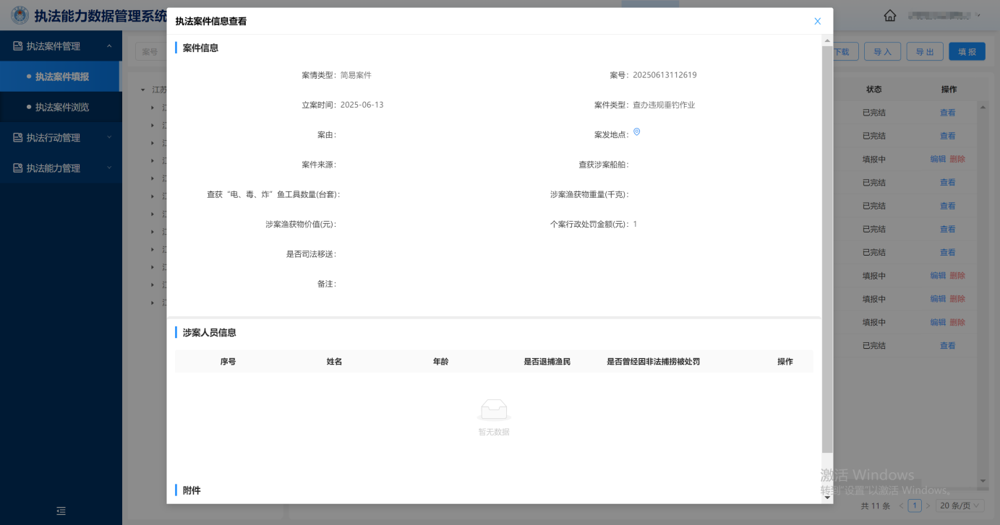 执法能力数据管理系统
执法案件管理
执法案件填报
执法案件浏览
执法行动管理
执法能力管理
案号
江苏
执法案件信息查看
案件信息
案情类型: 简易案件
案号: 20250613112619
立案时间: 2025-06-13
案件类型: 查办违规垂钓作业
案由:
案发地点:
案件来源:
查获涉案船舶:
查获“电、毒、炸”鱼工具数量(台套):
涉案渔获物重量(千克):
涉案渔获物价值(元):
个案行政处罚金额(元): 1
是否司法移送:
备注:
涉案人员信息
序号 姓名 年龄 是否退捕渔民 是否曾经因非法捕捞被处罚 操作
暂无数据
附件
下载 导入 导出 填报
状态 操作
已完结 查看
已完结 查看
填报中 编辑 删除
已完结 查看
已完结 查看
已完结 查看
已完结 查看
填报中 编辑 删除
填报中 编辑 删除
填报中 编辑 删除
已完结 查看
激活 Windows
转到“设置”以激活 Windows。
共 11 条 < 1 > 20 条/页